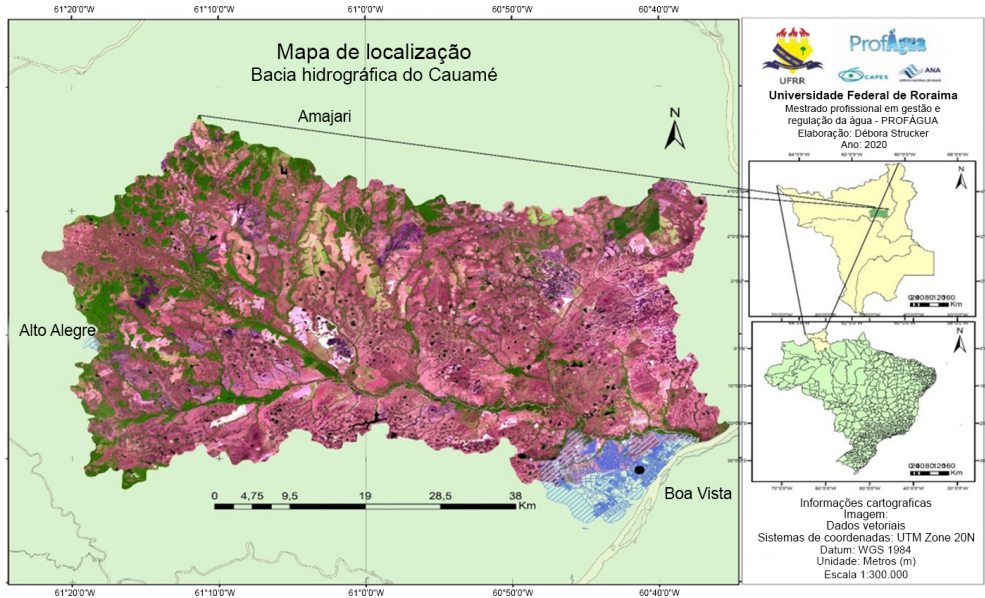 61°20'0"W 61°10'0"W 61°0'0"W 60°50'0"W 60°40'0"W
Mapa de localização
Bacia hidrográfica do Cauamé
Amajari
N
Alto Alegre
Boa Vista
0 4,75 9,5 19 28,5 38
Km
61°20'0"W 61°10'0"W 61°0'0"W 60°50'0"W 60°40'0"W
UFRR
ProfÁgua
CAPES
ANA
Universidade Federal de Roraima
Mestrado profissional em gestão e
regulação da água - PROFÁGUA
Elaboração: Débora Strucker
Ano: 2020
N
Km
N
Km
Informações cartograficas
Imagem:
Dados vetoriais
Sistemas de coordenadas: UTM Zone 20N
Datum: WGS 1984
Unidade: Metros (m)
Escala 1:300.000